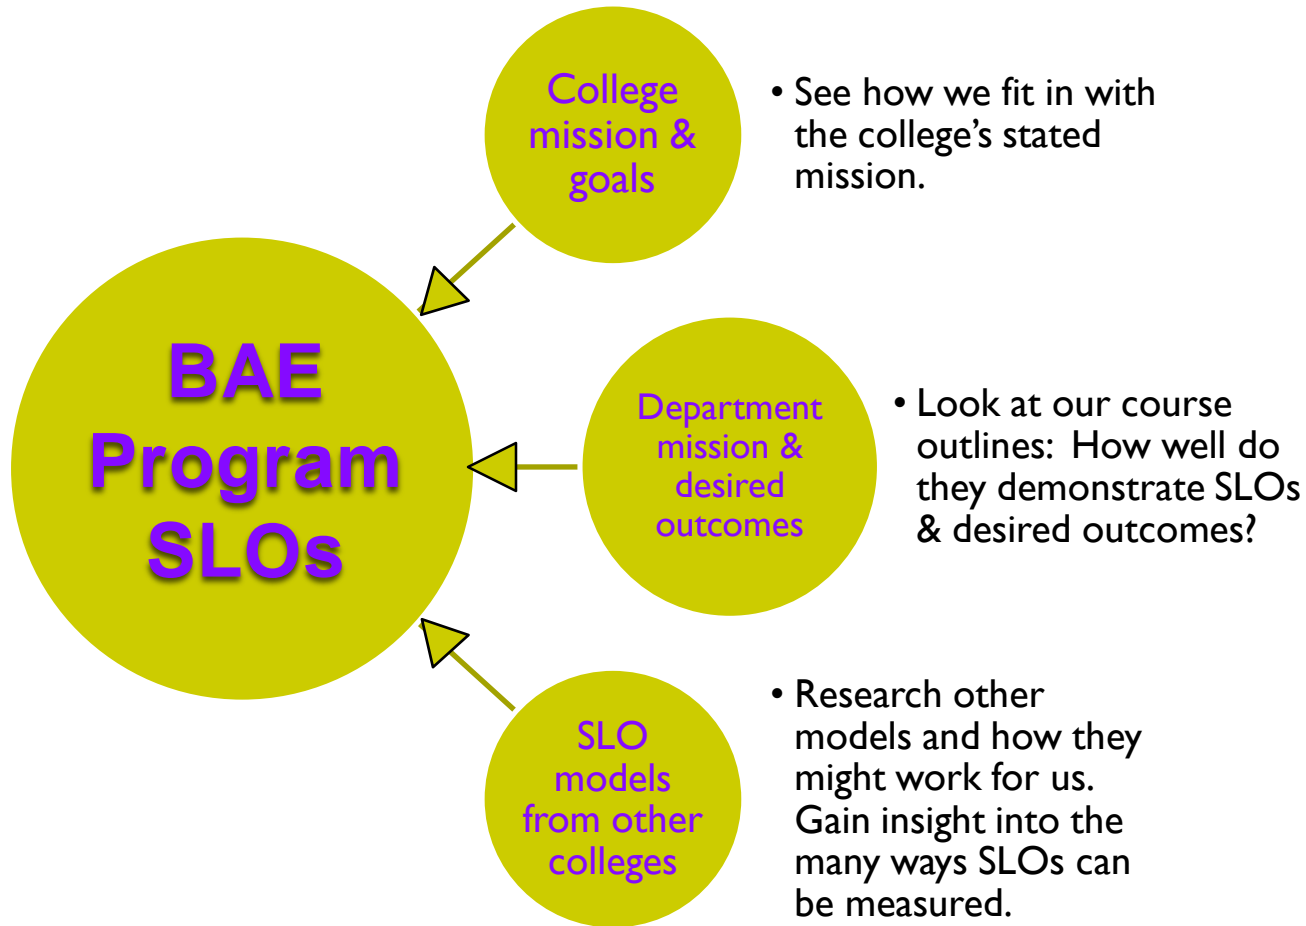 College
mission &
goals
• See how we fit in with
the college’s stated
mission.
BAE
Program
SLOs
Department
mission &
desired
outcomes
• Look at our course
outlines:  How well do
they demonstrate SLOs
& desired outcomes?
SLO
models
from other
colleges
• Research other
models and how they
might work for us.
Gain insight into the
many ways SLOs can
be measured.